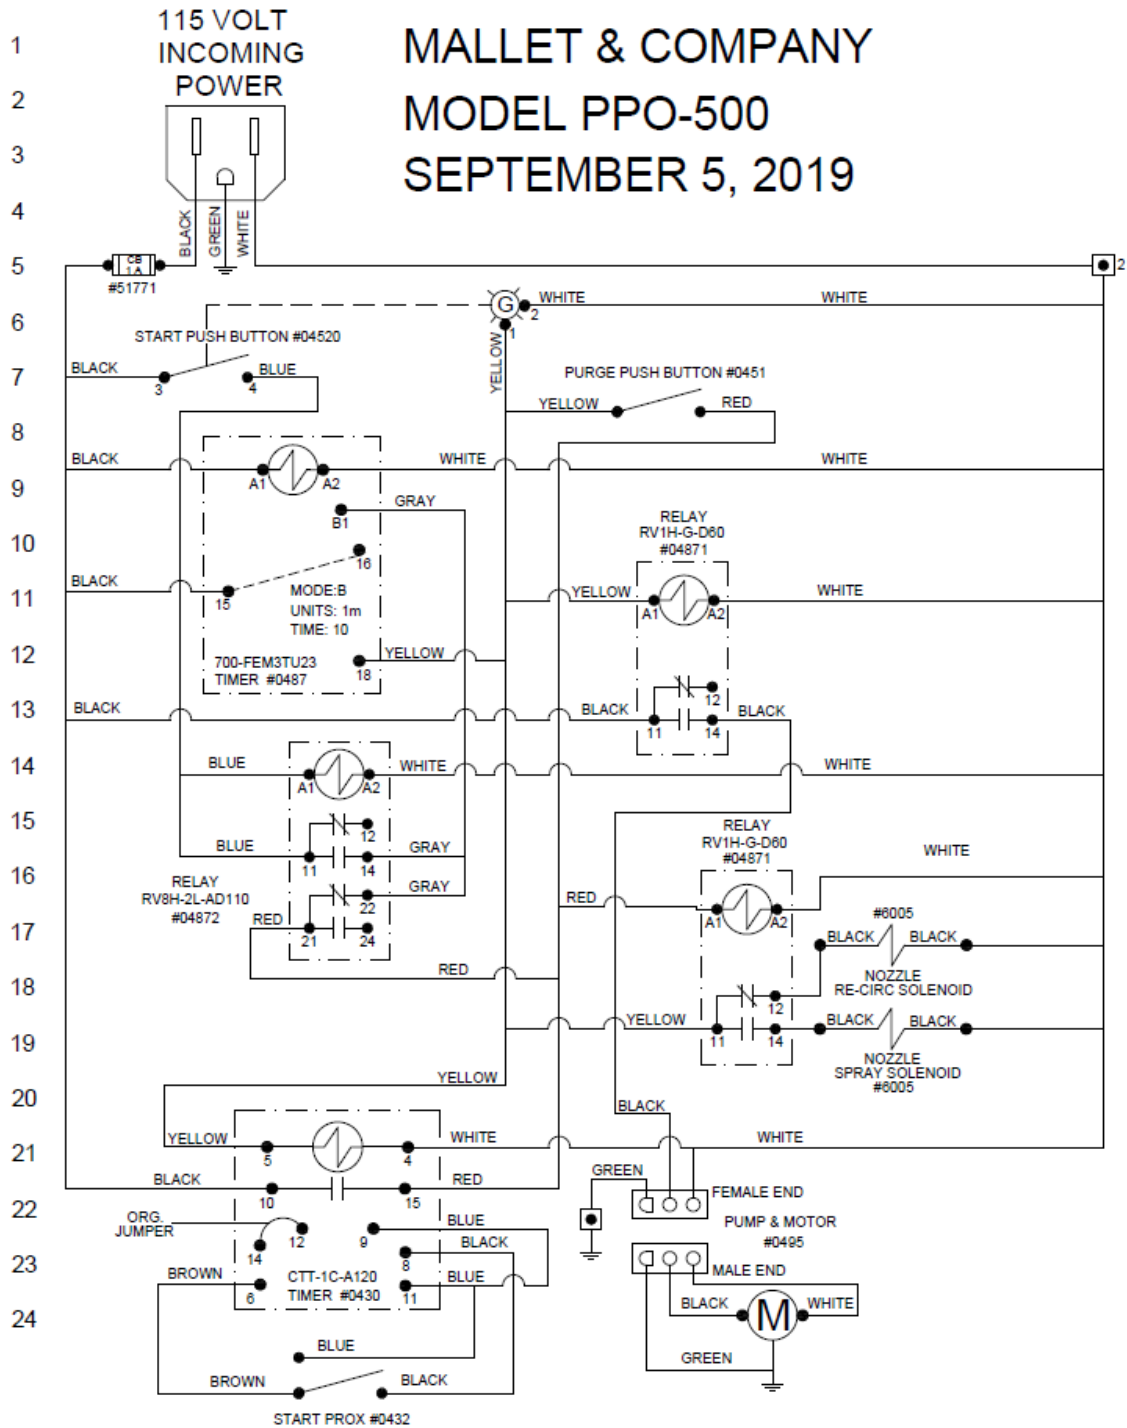 115 VOLT
INCOMING
POWER
MALLET & COMPANY
MODEL PPO-500
SEPTEMBER 5, 2019
1
2
3
4
BLACK
GREEN
WHITE
5
CB
1 A
#51771
2
G
2
WHITE
WHITE
1
6
START PUSH BUTTON #04520
YELLOW
7
BLACK
3
4
BLUE
PURGE PUSH BUTTON #0451
YELLOW
RED
8
BLACK
A1
A2
WHITE
WHITE
9
B1
GRAY
RELAY
RV1H-G-D60
#04871
10
16
BLACK
15
11
MODE:B
UNITS: 1m
TIME: 10
YELLOW
A1
A2
WHITE
12
700-FEM3TU23
TIMER #0487
18
YELLOW
12
13
BLACK
BLACK
11
14
BLACK
14
BLUE
A1
A2
WHITE
WHITE
15
12
RELAY
RV1H-G-D60
#04871
BLUE
11
14
GRAY
WHITE
16
RELAY
RV8H-2L-AD110
#04872
22
GRAY
RED
A1
A2
17
RED
21
24
#6005
BLACK
BLACK
RED
NOZZLE
RE-CIRC SOLENOID
18
12
YELLOW
11
14
BLACK
BLACK
19
NOZZLE
SPRAY SOLENOID
#6005
YELLOW
20
BLACK
21
YELLOW
5
4
WHITE
WHITE
BLACK
10
15
RED
GREEN
FEMALE END
22
ORG.
JUMPER
12
14
9
BLUE
PUMP & MOTOR
#0495
BLACK
8
23
BROWN
6
CTT-1C-A120
TIMER #0430
11
BLUE
MALE END
24
BLACK
M
WHITE
BLUE
GREEN
BROWN
BLACK
START PROX #0432